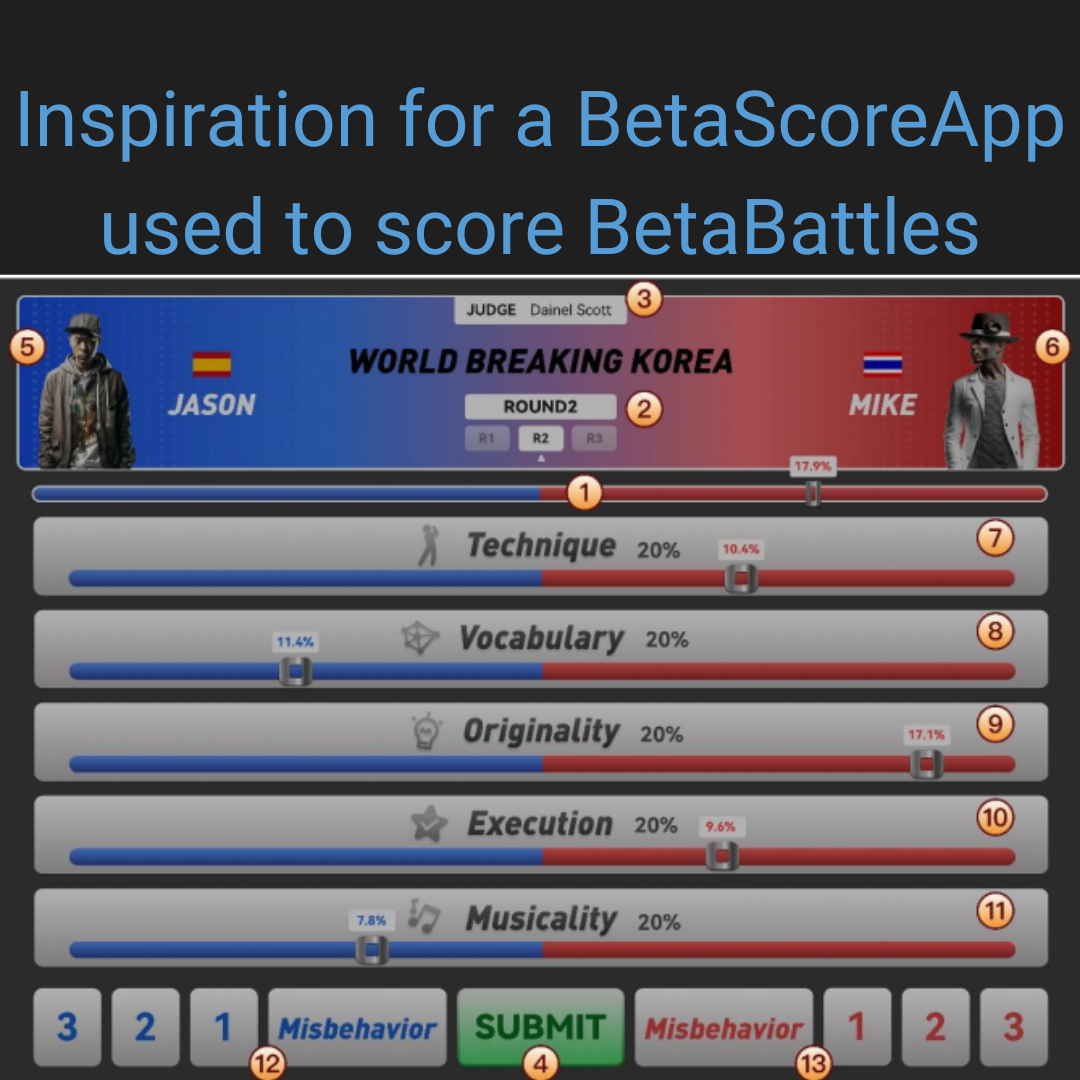 Inspiration for a BetaScoreApp
used to score BetaBattles
JUDGE Dainel Scott 3
5 WORLD BREAKING KOREA 6
JASON ROUND2 2 MIKE
R1 R2 R3
17.9%
1
Technique 20% 10.4% 7
11.4% Vocabulary 20% 8
Originality 20% 17.1% 9
Execution 20% 9.6% 10
7.8% Musicality 20% 11
3 2 1 Misbehavior SUBMIT Misbehavior 1 2 3
12 4 13